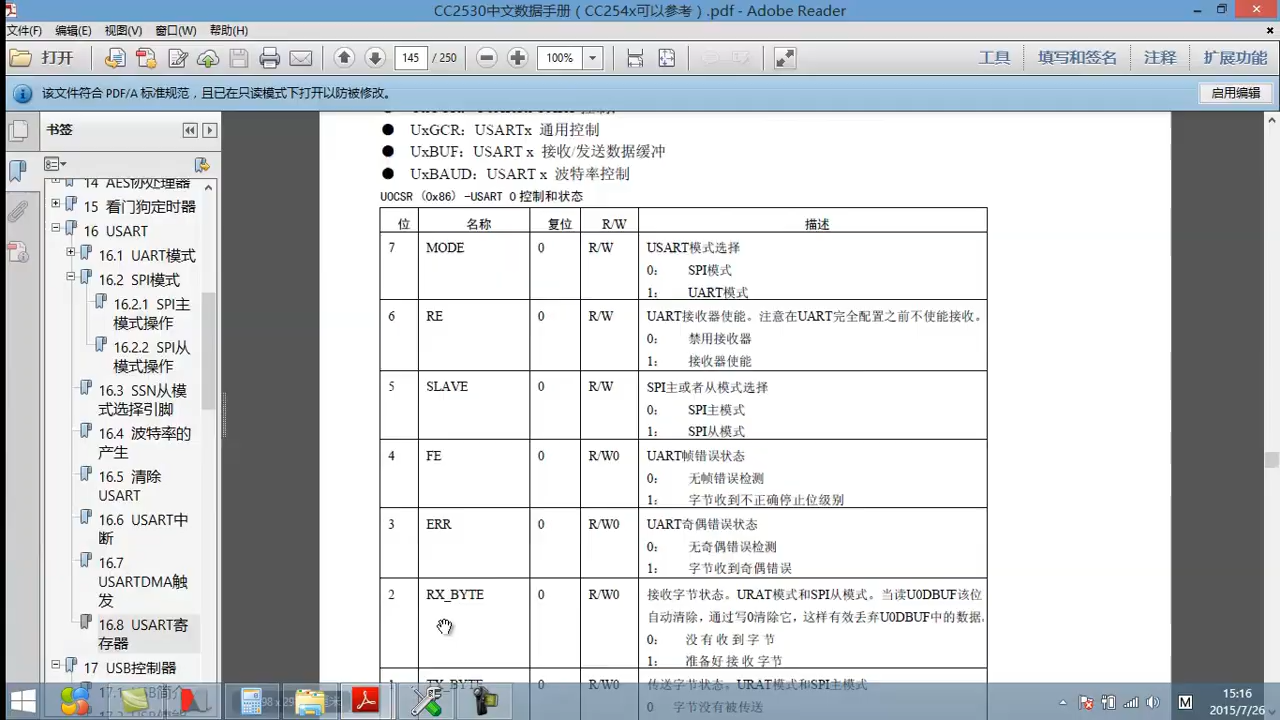 CC2530中文数据手册（CC254x可以参考）.pdf - Adobe Reader
文件(F) 编辑(E) 视图(V) 窗口(W) 帮助(H)
打开 145 / 250 100% 工具 填写和签名 注释 扩展功能
该文件符合 PDF/A 标准规范，且已在只读模式下打开以防被修改。 启用编辑
书签
14 AES协处理器
15 看门狗定时器
16 USART
16.1 UART模式
16.2 SPI模式
16.2.1 SPI主
模式操作
16.2.2 SPI从
模式操作
16.3 SSN从模
式选择引脚
16.4 波特率的
产生
16.5 清除
USART
16.6 USART中
断
16.7
USARTDMA触
发
16.8 USART寄
存器
17 USB控制器
● UxGCR：USARTx 通用控制
● UxBUF：USART x 接收/发送数据缓冲
● UxBAUD：USART x 波特率控制
U0CSR (0x86) -USART 0 控制和状态
位 名称 复位 R/W 描述
7 MODE 0 R/W USART模式选择
0: SPI模式
1: UART模式
6 RE 0 R/W UART接收器使能。注意在UART完全配置之前不使能接收。
0: 禁用接收器
1: 接收器使能
5 SLAVE 0 R/W SPI主或者从模式选择
0: SPI主模式
1: SPI从模式
4 FE 0 R/W0 UART帧错误状态
0: 无帧错误检测
1: 字节收到不正确停止位级别
3 ERR 0 R/W0 UART奇偶错误状态
0: 无奇偶错误检测
1: 字节收到奇偶错误
2 RX_BYTE 0 R/W0 接收字节状态。URAT模式和SPI从模式。当读U0DBUF该位
自动清除，通过写0清除它，这样有效丢弃U0DBUF中的数据。
0: 没有收到字节
1: 准备好接收字节
1 TX_BYTE 0 R/W0 传送字节状态。URAT模式和SPI主模式
0 字节没有被传送
M
15:16
2015/7/26